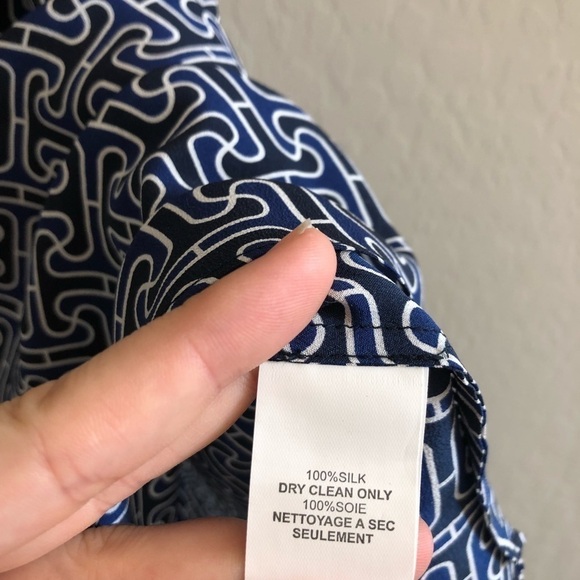 100%SILK
DRY CLEAN ONLY
100%SOIE
NETTOYAGE A SEC
SEULEMENT